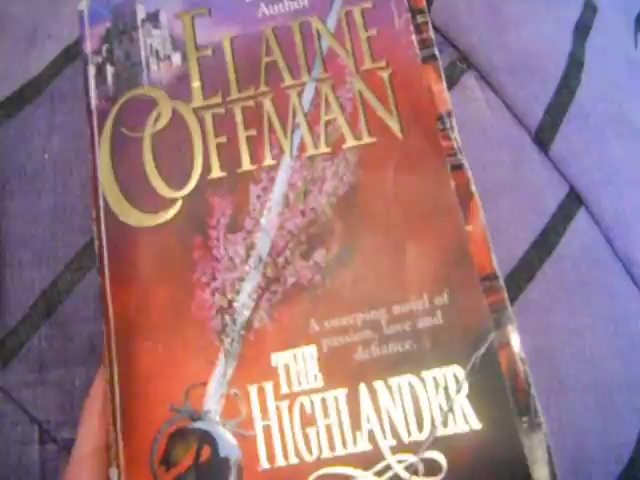 Author
ELAINE
COFFMAN
A sweeping novel of
passion, love and
defiance.
THE
HIGHLANDER